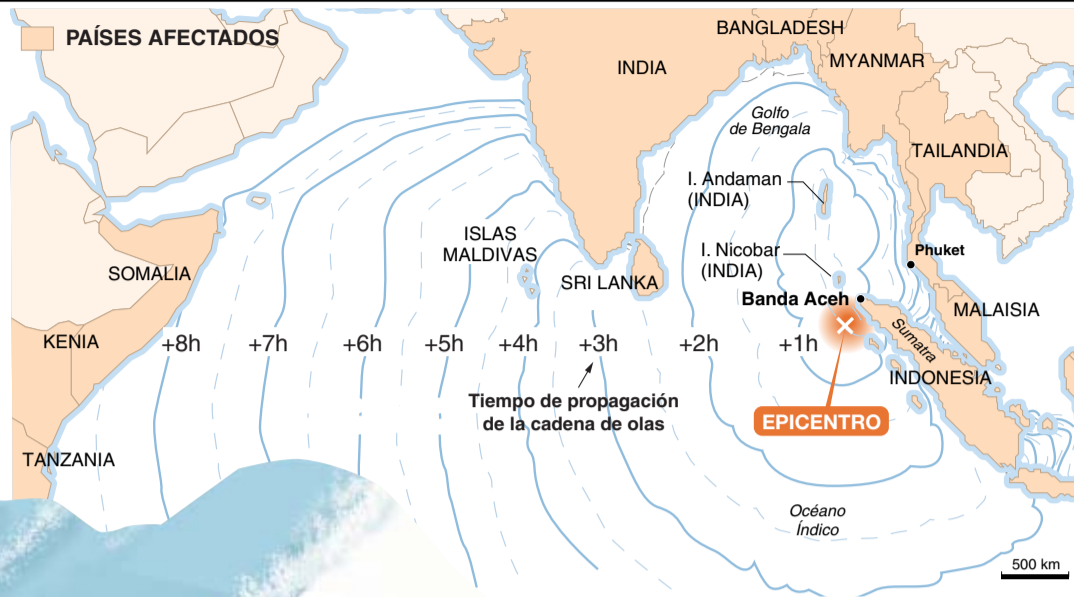 PAÍSES AFECTADOS
BANGLADESH
INDIA
MYANMAR
Golfo
de Bengala
TAILANDIA
I. Andaman
(INDIA)
ISLAS
MALDIVAS
I. Nicobar
(INDIA)
Phuket
SOMALIA
SRI LANKA
Banda Aceh
MALAISIA
Sumatra
KENIA
+8h
+7h
+6h
+5h
+4h
+3h
+2h
+1h
INDONESIA
Tiempo de propagación
de la cadena de olas
EPICENTRO
TANZANIA
Océano
Índico
500 km